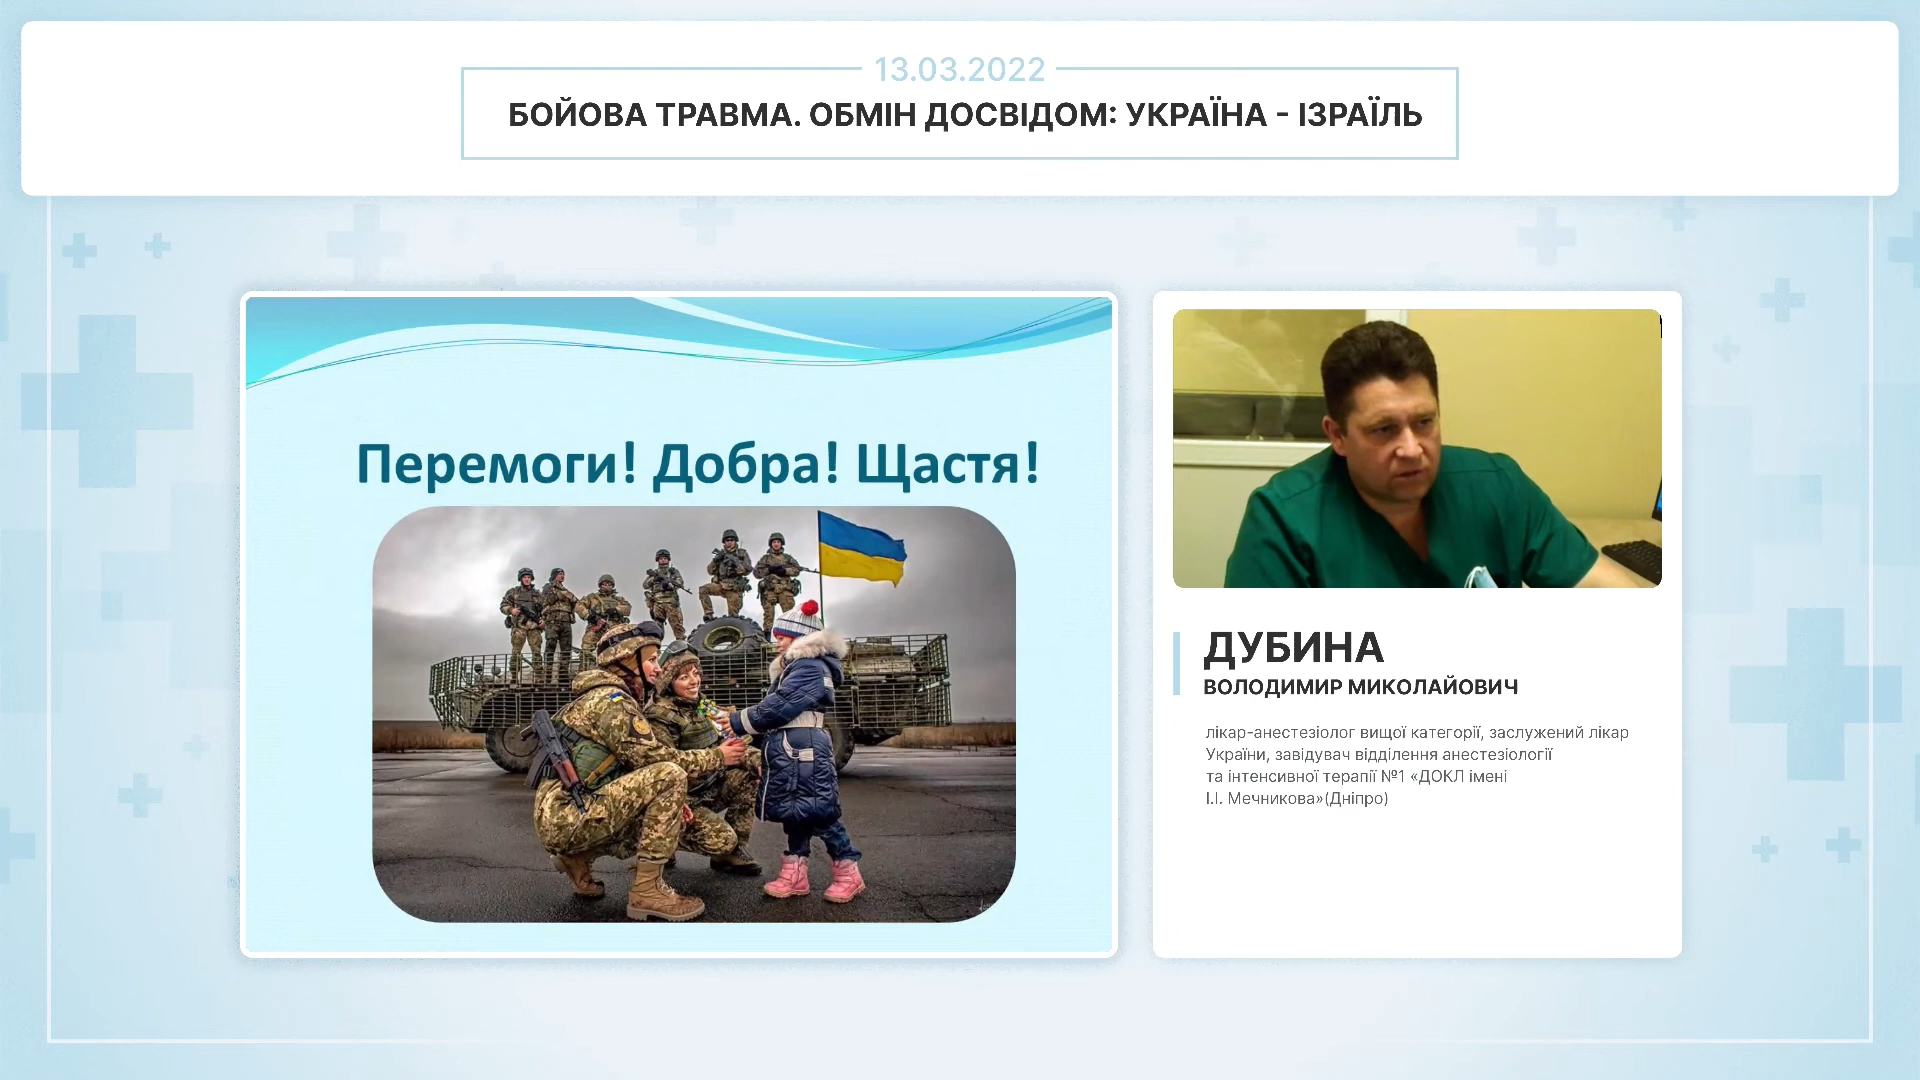 13.03.2022
БОЙОВА ТРАВМА. ОБМІН ДОСВІДОМ: УКРАЇНА - ІЗРАЇЛЬ
Перемоги! Добра! Щастя!
ДУБИНА
ВОЛОДИМИР МИКОЛАЙОВИЧ
лікар-анестезіолог вищої категорії, заслужений лікар
України, завідувач відділення анестезіології
та інтенсивної терапії №1 «ДОКЛ імені
І.І. Мечникова»(Дніпро)